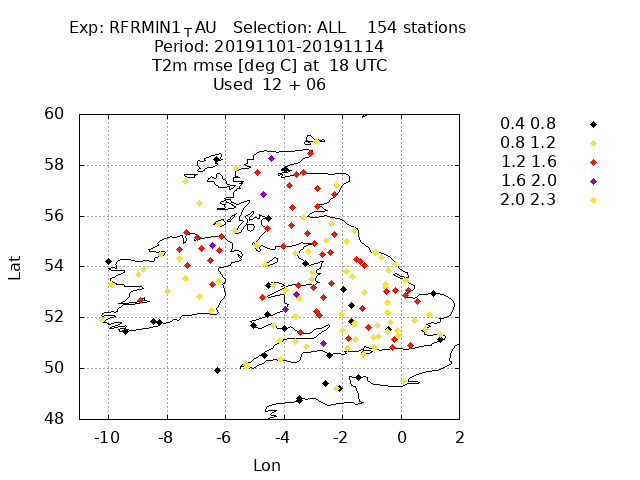 Exp: RFRMIN1TAU Selection: ALL 154 stations
Period: 20191101-20191114
T2m rmse [deg C] at 18 UTC
Used 12 + 06
0.4 0.8
0.8 1.2
1.2 1.6
1.6 2.0
2.0 2.3
60
58
56
54
52
50
48
Lat
-10 -8 -6 -4 -2 0 2
Lon